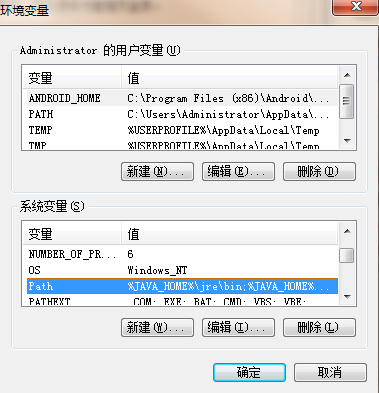 环境变量
Administrator 的用户变量(U)
变量 值
ANDROID_HOME C:\Program Files (x86)\Android\...
PATH C:\Users\Administrator\AppData\...
TEMP %USERPROFILE%\AppData\Local\Temp
TMP %USERPROFILE%\AppData\Local\Temp
新建(N)... 编辑(E)... 删除(D)
系统变量(S)
变量 值
NUMBER_OF_PR... 6
OS Windows_NT
Path %JAVA_HOME%\jre\bin;%JAVA_HOME%...
PATHEXT .COM;.EXE;.BAT;.CMD;.VBS;.VBE;
新建(W)... 编辑(I)... 删除(L)
确定 取消